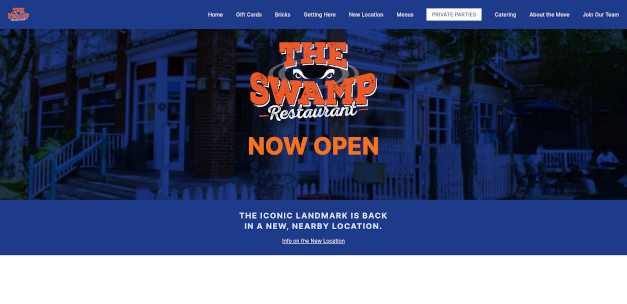 THE SWAMP Restaurant
Home Gift Cards Bricks Getting Here New Location Menus PRIVATE PARTIES Catering About the Move Join Our Team
THE
SWAMP
Restaurant
NOW OPEN
THE ICONIC LANDMARK IS BACK
IN A NEW, NEARBY LOCATION.
Info on the New Location